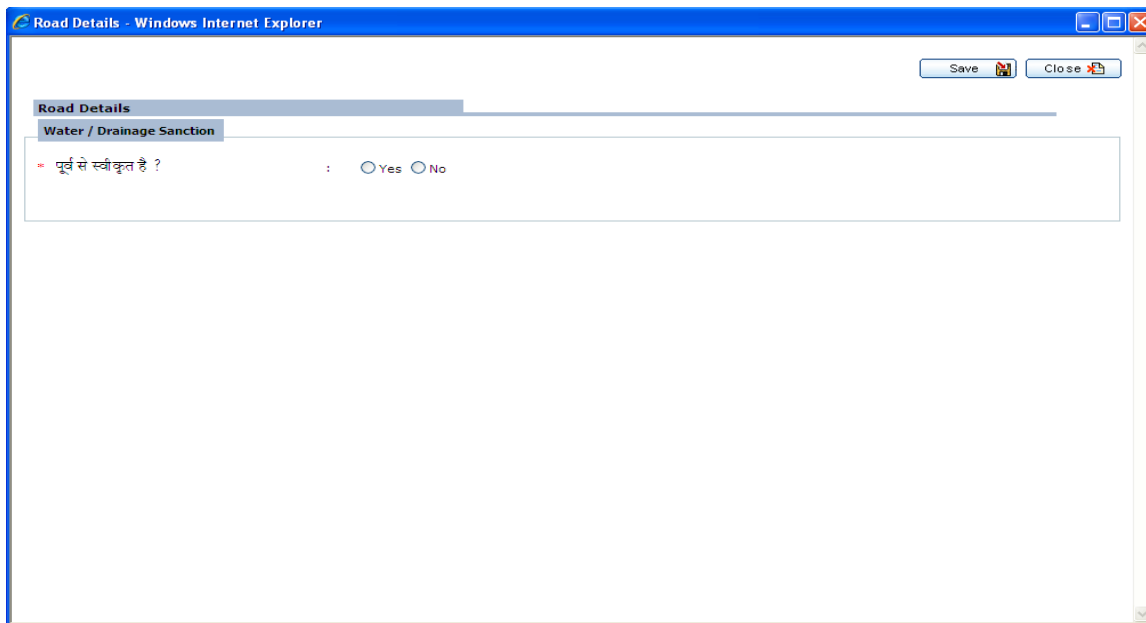 Road Details - Windows Internet Explorer
Save Close
Road Details
Water / Drainage Sanction
* पूर्व से स्वीकृत है ? : Yes No